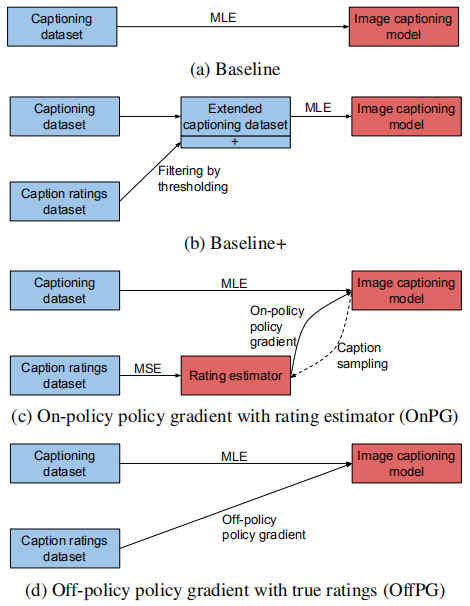 Captioning
dataset
MLE
Image captioning
model
(a) Baseline
Captioning
dataset
Extended
captioning dataset
+
MLE
Image captioning
model
Caption ratings
dataset
Filtering by
thresholding
(b) Baseline+
Captioning
dataset
MLE
Image captioning
model
On-policy
policy
gradient
Caption
sampling
Caption ratings
dataset
MSE
Rating estimator
(c) On-policy policy gradient with rating estimator (OnPG)
Captioning
dataset
MLE
Image captioning
model
Off-policy
policy gradient
Caption ratings
dataset
(d) Off-policy policy gradient with true ratings (OffPG)